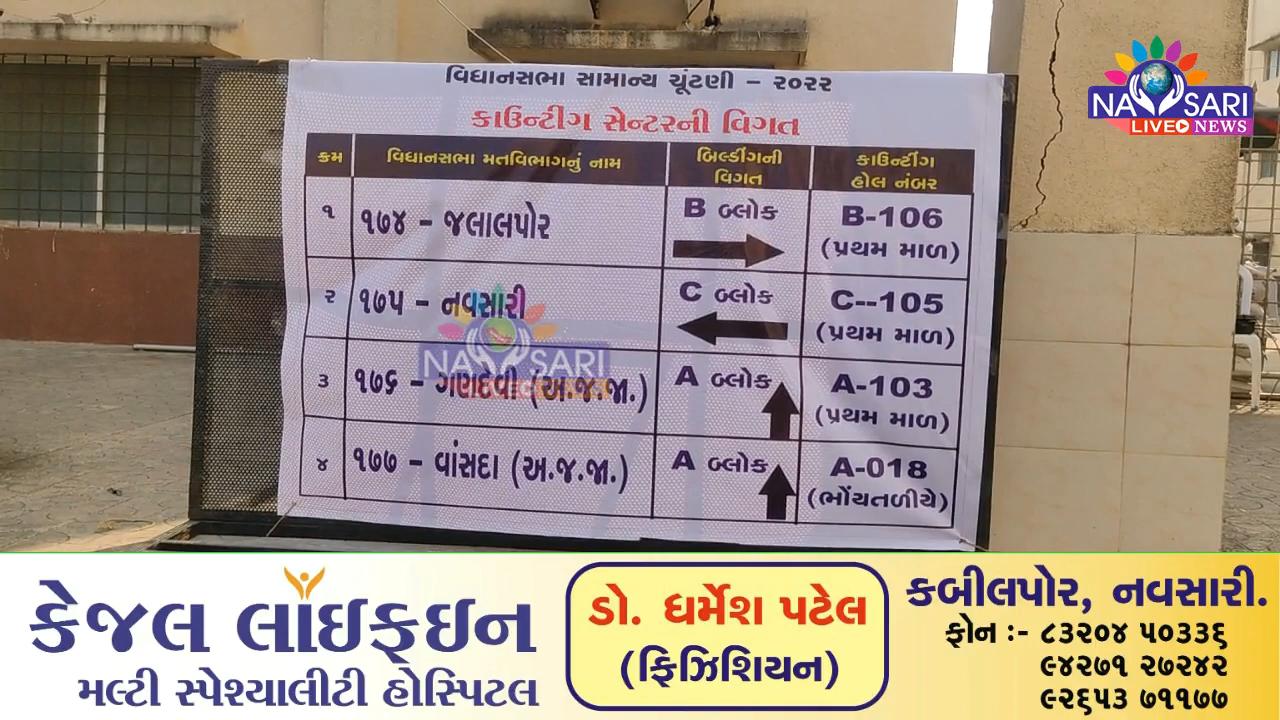 વિધાનસભા સામાન્ય ચૂંટણી – ૨૦૨૨
કાઉન્ટીંગ સેન્ટરની વિગત
ક્રમ વિધાનસભા મતવિભાગનું નામ બિલ્ડીંગની વિગત કાઉન્ટીંગ હોલ નંબર
૧ ૧૭૪ – જલાલપોર B બ્લોક B-106 (પ્રથમ માળ)
૨ ૧૭૫ – નવસારી C બ્લોક C--105 (પ્રથમ માળ)
૩ ૧૭૬ – ગણદેવી (અ.જ.જા.) A બ્લોક A-103 (પ્રથમ માળ)
૪ ૧૭૭ – વાંસદા (અ.જ.જા.) A બ્લોક A-018 (ભોંયતળીયે)
NAVSARI
LIVE NEWS
NAVSARI
કેજલ લાઇફઇન
મલ્ટી સ્પેશ્યાલીટી હોસ્પિટલ
ડો. ધર્મેશ પટેલ
(ફિઝિશિયન)
કબીલપોર, નવસારી.
ફોન :- ૮૩૨૦૪ ૫૦૩૩૬
૯૪૨૭૧ ૨૭૨૪૨
૯૨૬૫૩ ૭૧૧૭૭